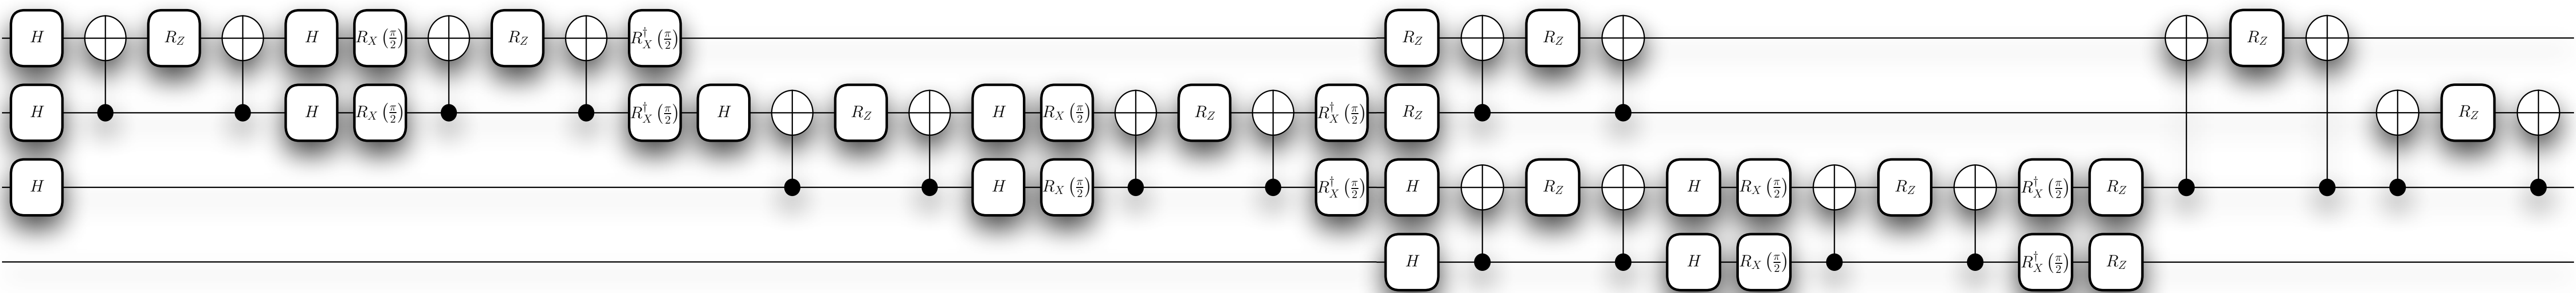 H R_Z H R_X (π/2) R_Z R_X^† (π/2) R_Z R_Z R_Z
H H R_X (π/2) R_X^† (π/2) H R_Z H R_X (π/2) R_Z R_X^† (π/2) R_Z R_Z
H H R_X (π/2) R_X^† (π/2) H R_Z H R_X (π/2) R_Z R_X^† (π/2) R_Z
H H R_X (π/2) R_X^† (π/2) R_Z